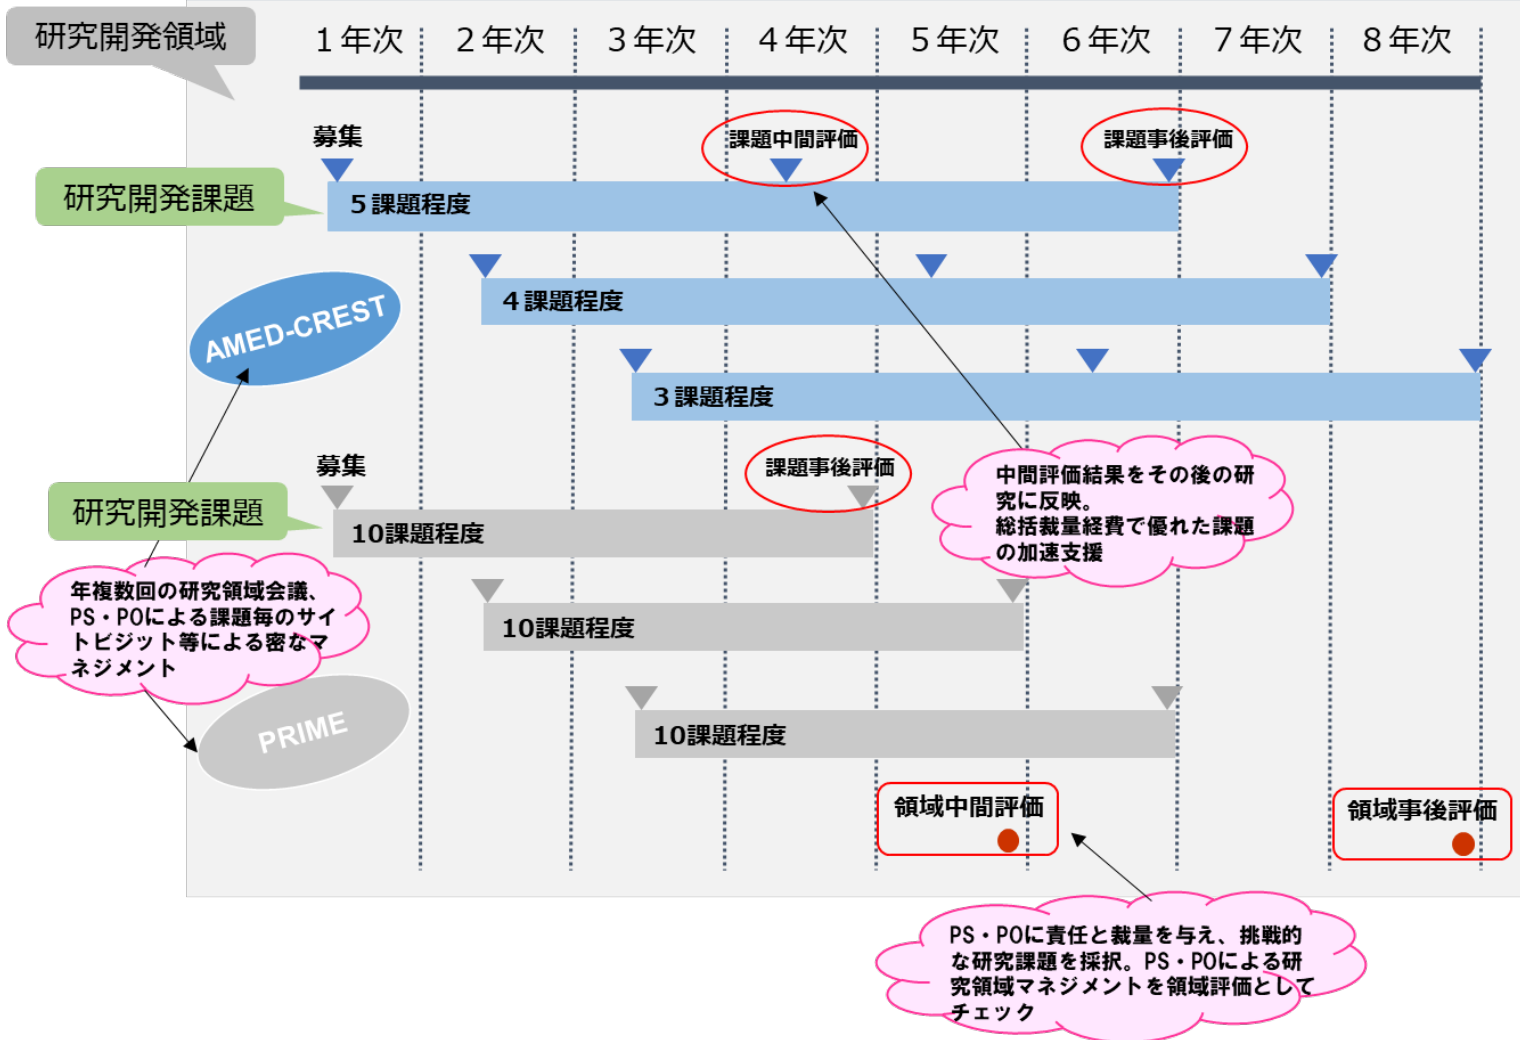 研究開発領域
１年次
２年次
３年次
４年次
５年次
６年次
７年次
８年次
募集
課題中間評価
課題事後評価
研究開発課題
５課題程度
４課題程度
AMED-CREST
３課題程度
募集
課題事後評価
中間評価結果をその後の研
究に反映。
総括裁量経費で優れた課題
の加速支援
研究開発課題
10課題程度
年複数回の研究領域会議、
PS・POによる課題毎のサイ
トビジット等による密なマ
ネジメント
10課題程度
PRIME
10課題程度
領域中間評価
領域事後評価
PS・POに責任と裁量を与え、挑戦的
な研究課題を採択。PS・POによる研
究領域マネジメントを領域評価として
チェック